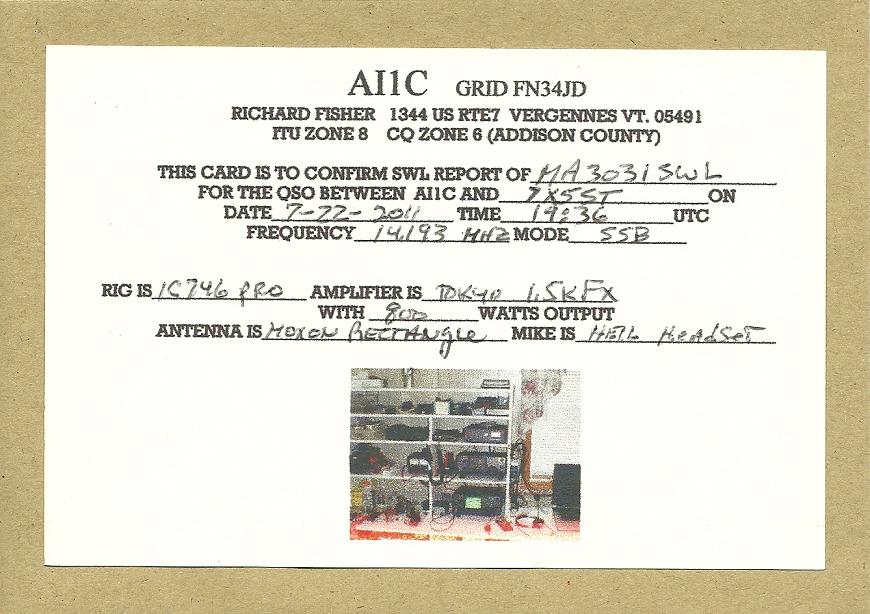 AI1C GRID FN34JD
RICHARD FISHER 1344 US RTE7 VERGENNES VT. 05491
ITU ZONE 8 CQ ZONE 6 (ADDISON COUNTY)
THIS CARD IS TO CONFIRM SWL REPORT OF MA3031SWL
FOR THE QSO BETWEEN AI1C AND 7X5ST ON
DATE 7-22-2011 TIME 19:36 UTC
FREQUENCY 14.193 MHZ MODE SSB
RIG IS IC746 PRO AMPLIFIER IS TOKYO 1.5KFX
WITH 800 WATTS OUTPUT
ANTENNA IS MOXON RECTANGLE MIKE IS HEIL HeadSET